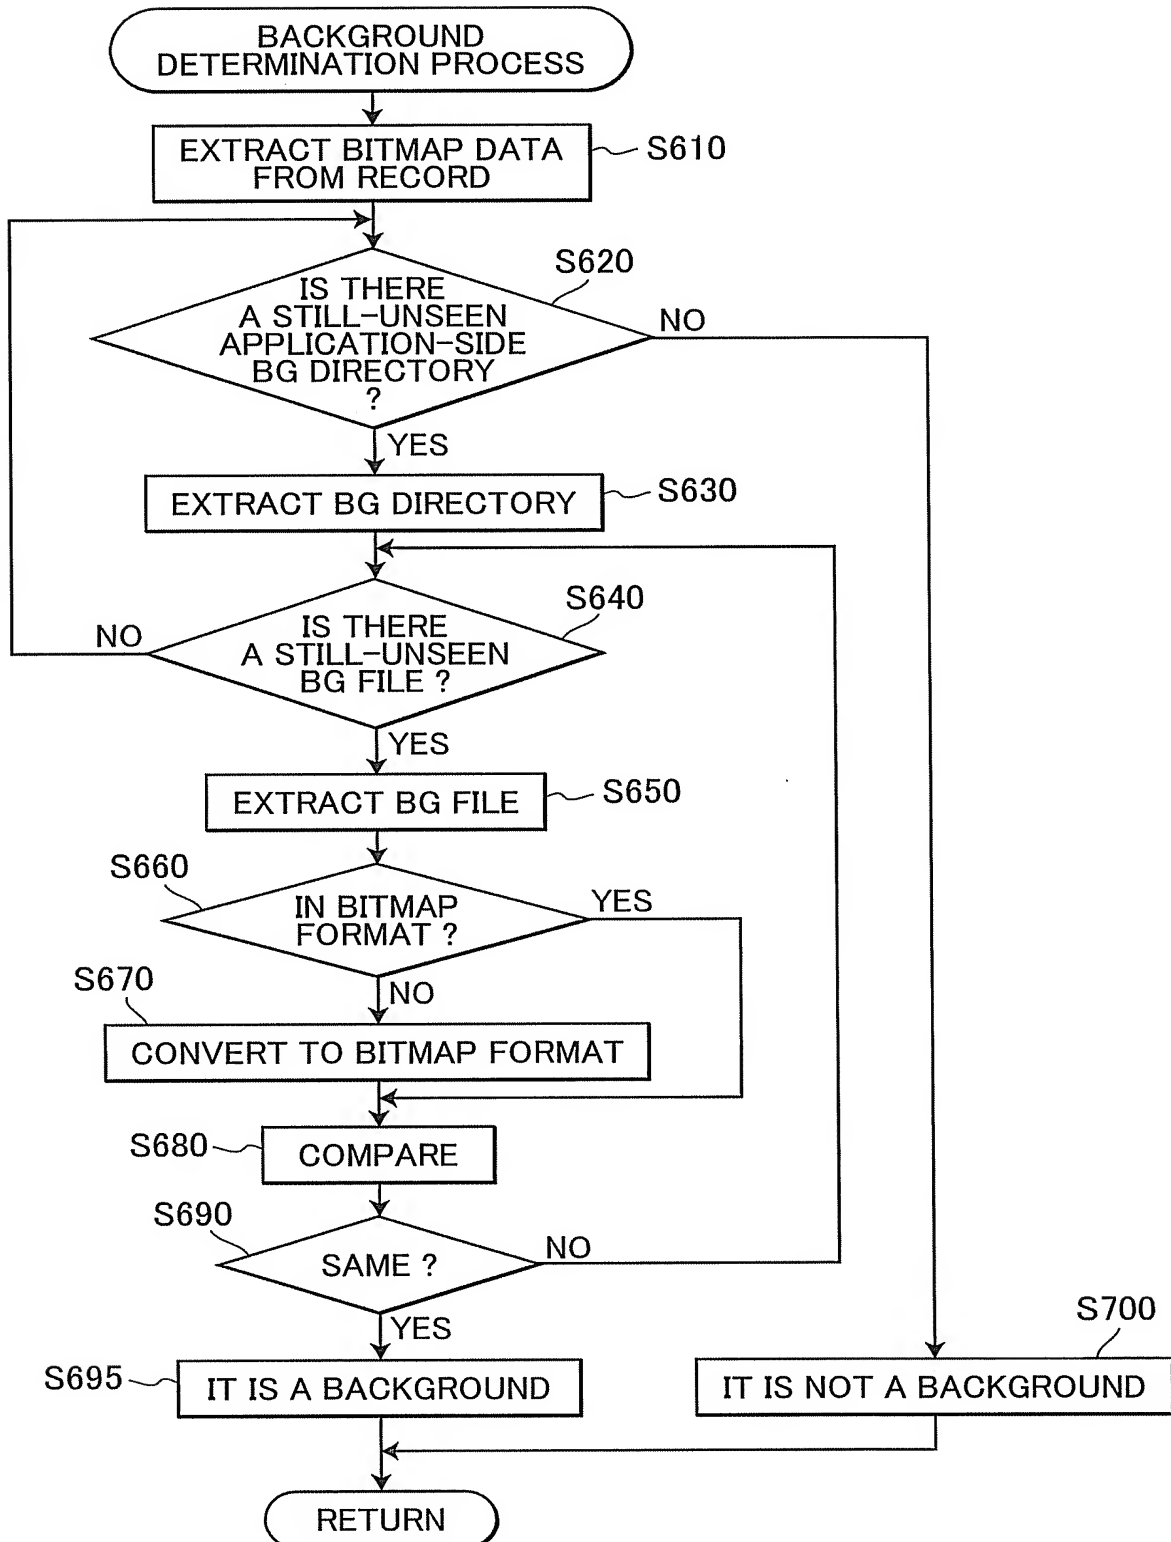 BACKGROUND
DETERMINATION PROCESS
EXTRACT BITMAP DATA
FROM RECORD
S610
S620
IS THERE
A STILL-UNSEEN
APPLICATION-SIDE
BG DIRECTORY
?
NO
YES
EXTRACT BG DIRECTORY
S630
S640
IS THERE
A STILL-UNSEEN
BG FILE ?
NO
YES
EXTRACT BG FILE
S650
S660
IN BITMAP
FORMAT ?
YES
NO
S670
CONVERT TO BITMAP FORMAT
S680
COMPARE
S690
SAME ?
NO
YES
S695
IT IS A BACKGROUND
S700
IT IS NOT A BACKGROUND
RETURN